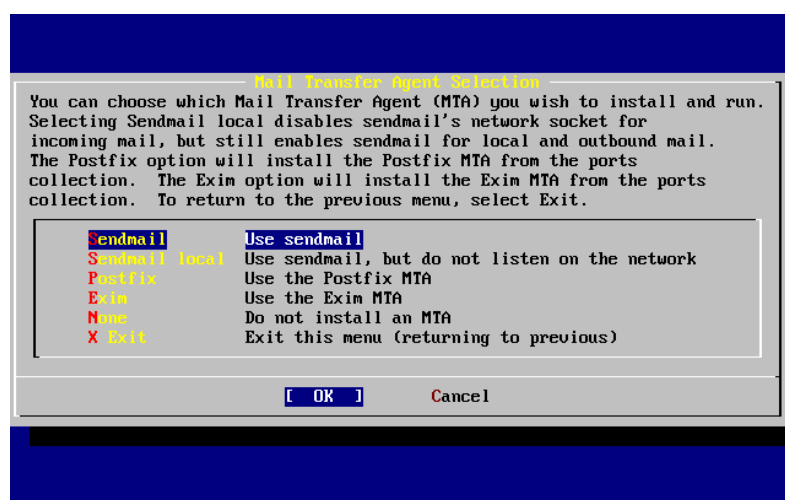 Mail Transfer Agent Selection
You can choose which Mail Transfer Agent (MTA) you wish to install and run.
Selecting Sendmail local disables sendmail's network socket for
incoming mail, but still enables sendmail for local and outbound mail.
The Postfix option will install the Postfix MTA from the ports
collection.  The Exim option will install the Exim MTA from the ports
collection.  To return to the previous menu, select Exit.
Sendmail Use sendmail
Sendmail local Use sendmail, but do not listen on the network
Postfix Use the Postfix MTA
Exim Use the Exim MTA
None Do not install an MTA
X Exit Exit this menu (returning to previous)
[ OK ] Cancel